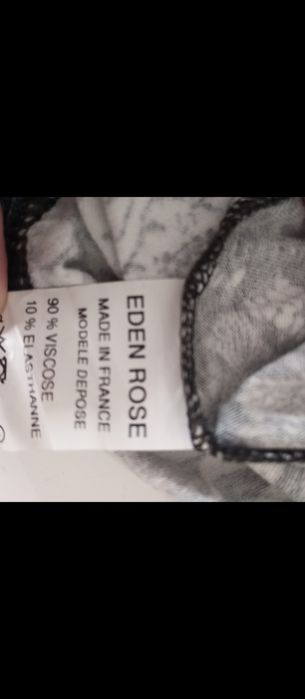 EDEN ROSE
MADE IN FRANCE
MODELE DEPOSE
90 % VISCOSE
10 % ELASTHANNE